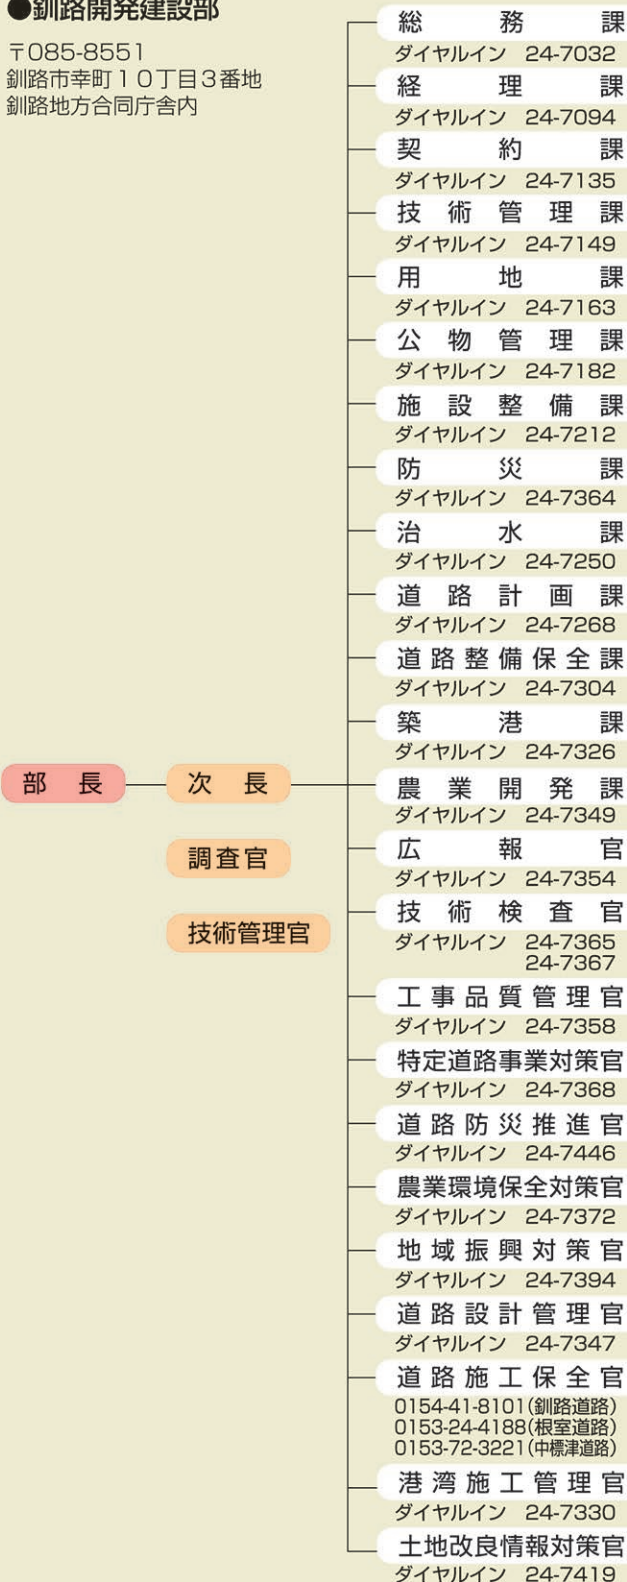 ●釧路開発建設部
〒085-8551
釧路市幸町10丁目3番地
釧路地方合同庁舎内
部長
次長
調査官
技術管理官
総務課
ダイヤルイン 24-7032
経理課
ダイヤルイン 24-7094
契約課
ダイヤルイン 24-7135
技術管理課
ダイヤルイン 24-7149
用地課
ダイヤルイン 24-7163
公物管理課
ダイヤルイン 24-7182
施設整備課
ダイヤルイン 24-7212
防災課
ダイヤルイン 24-7364
治水課
ダイヤルイン 24-7250
道路計画課
ダイヤルイン 24-7268
道路整備保全課
ダイヤルイン 24-7304
築港課
ダイヤルイン 24-7326
農業開発課
ダイヤルイン 24-7349
広報官
ダイヤルイン 24-7354
技術検査官
ダイヤルイン 24-7365
24-7367
工事品質管理官
ダイヤルイン 24-7358
特定道路事業対策官
ダイヤルイン 24-7368
道路防災推進官
ダイヤルイン 24-7446
農業環境保全対策官
ダイヤルイン 24-7372
地域振興対策官
ダイヤルイン 24-7394
道路設計管理官
ダイヤルイン 24-7347
道路施工保全官
0154-41-8101(釧路道路)
0153-24-4188(根室道路)
0153-72-3221(中標津道路)
港湾施工管理官
ダイヤルイン 24-7330
土地改良情報対策官
ダイヤルイン 24-7419